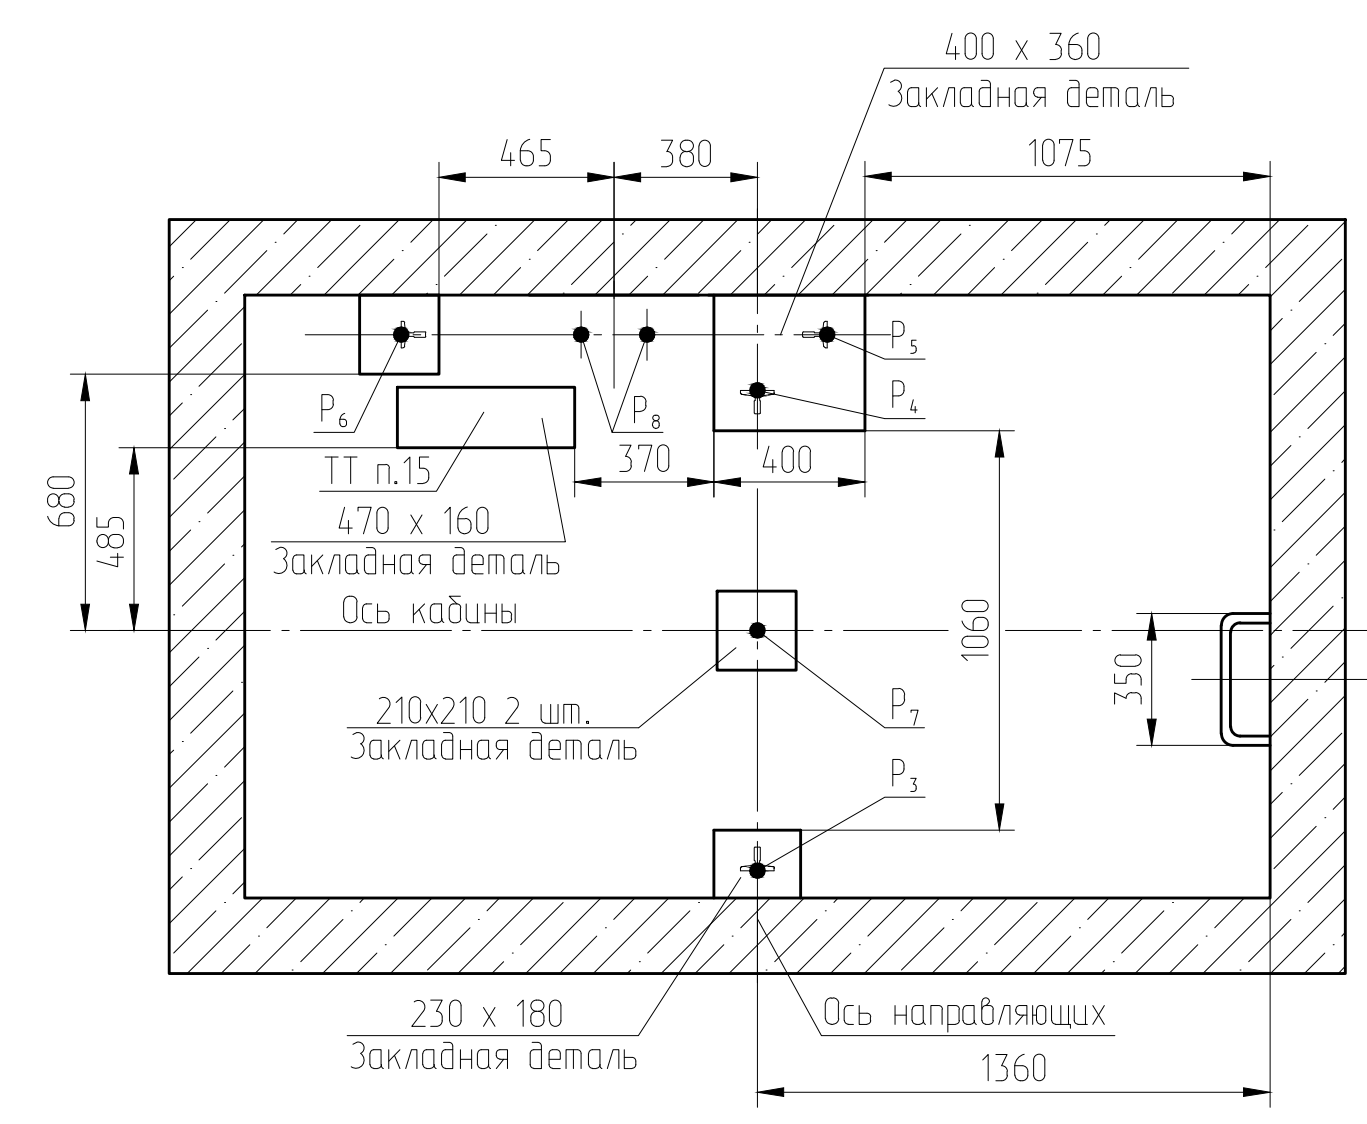 400 x 360
Закладная деталь
465
380
1075
P5
P4
P6
P8
ТТ п.15
370
400
680
485
470 x 160
Закладная деталь
Ось кабины
1060
350
210x210 2 шт.
Закладная деталь
P7
P3
230 x 180
Закладная деталь
Ось направляющих
1360